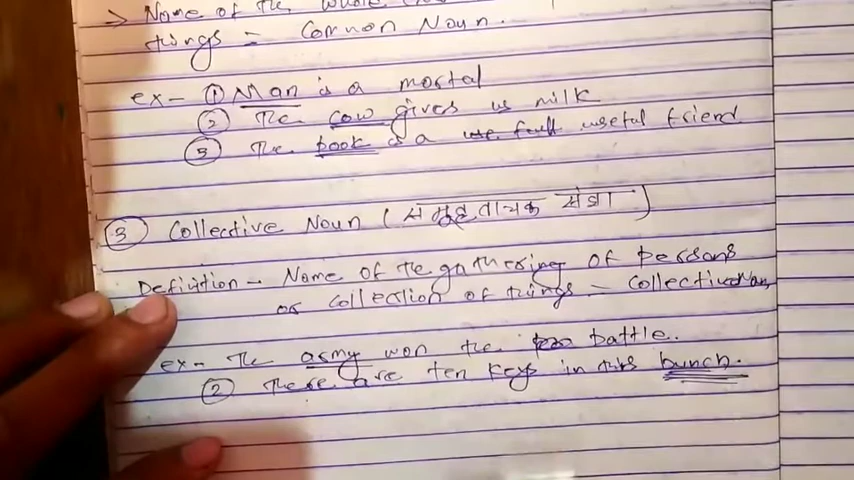 → Name of the whole
things = Common Noun.
ex- ① Man is a mortal
② The cow gives us milk
③ The book is a useful friend
③ Collective Noun (समूहवाचक संज्ञा)
Definition - Name of the gathering of persons
or collection of things = Collective Noun,
ex- The army won the battle.
② There are ten keys in this bunch.